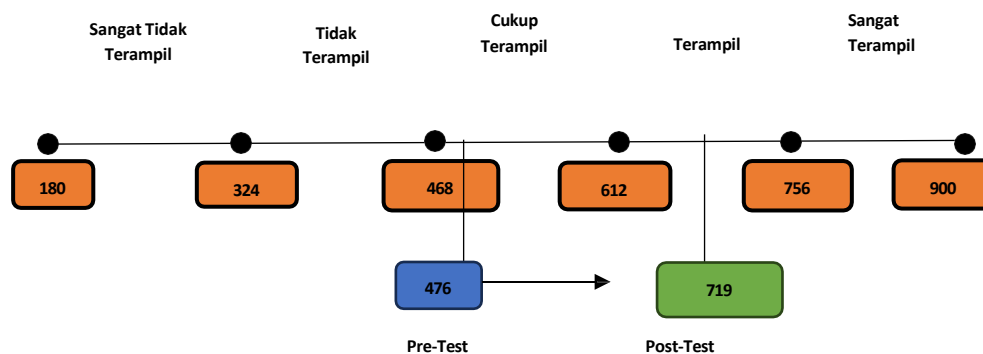 Sangat Tidak
Terampil
Tidak
Terampil
Cukup
Terampil
Terampil
Sangat
Terampil
180
324
468
612
756
900
476
719
Pre-Test
Post-Test